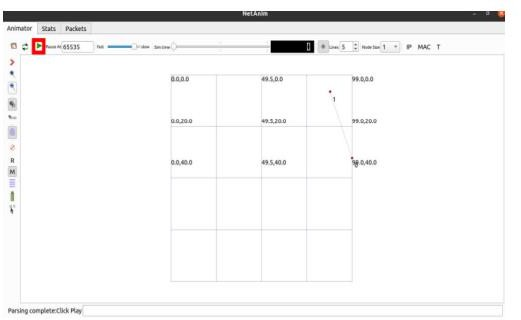 NetAnim
Animator Stats Packets
Pause At 65535 fast slow Sim time Lines 5 Node Size 1 IP MAC T
0.0,0.0 49.5,0.0 99.0,0.0
1
0.0,20.0 49.5,20.0 99.0,20.0
0.0,40.0 49.5,40.0 99.0,40.0
0
R
M
Parsing complete:Click Play